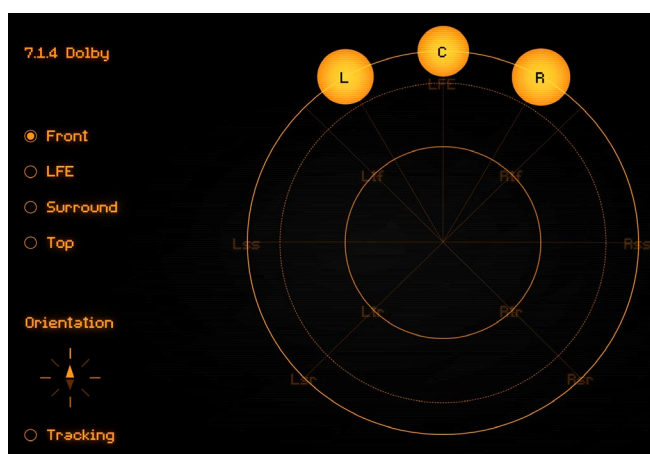 7.1.4 Dolby
C
L
R
LFE
Front
LFE
Ltf
Rtf
Surround
Top
Lss
Rss
Ltr
Rtr
Orientation
Lsr
Rsr
Tracking